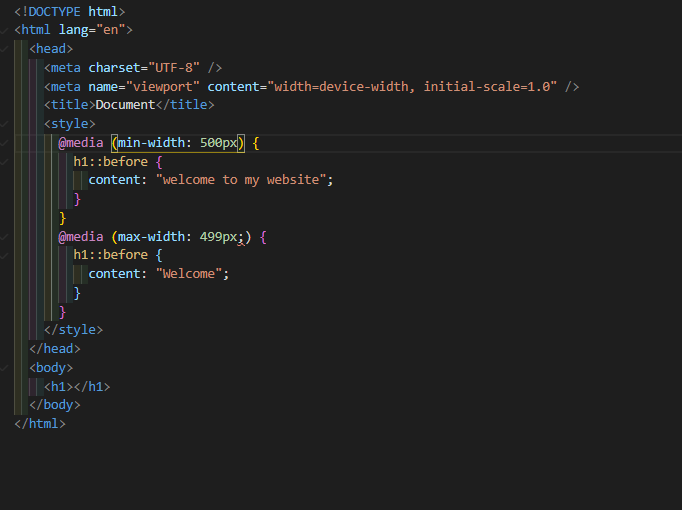 <!DOCTYPE html>
<html lang="en">
<head>
<meta charset="UTF-8" />
<meta name="viewport" content="width=device-width, initial-scale=1.0" />
<title>Document</title>
<style>
@media (min-width: 500px) {
h1::before {
content: "welcome to my website";
}
}
@media (max-width: 499px;) {
h1::before {
content: "Welcome";
}
}
</style>
</head>
<body>
<h1></h1>
</body>
</html>